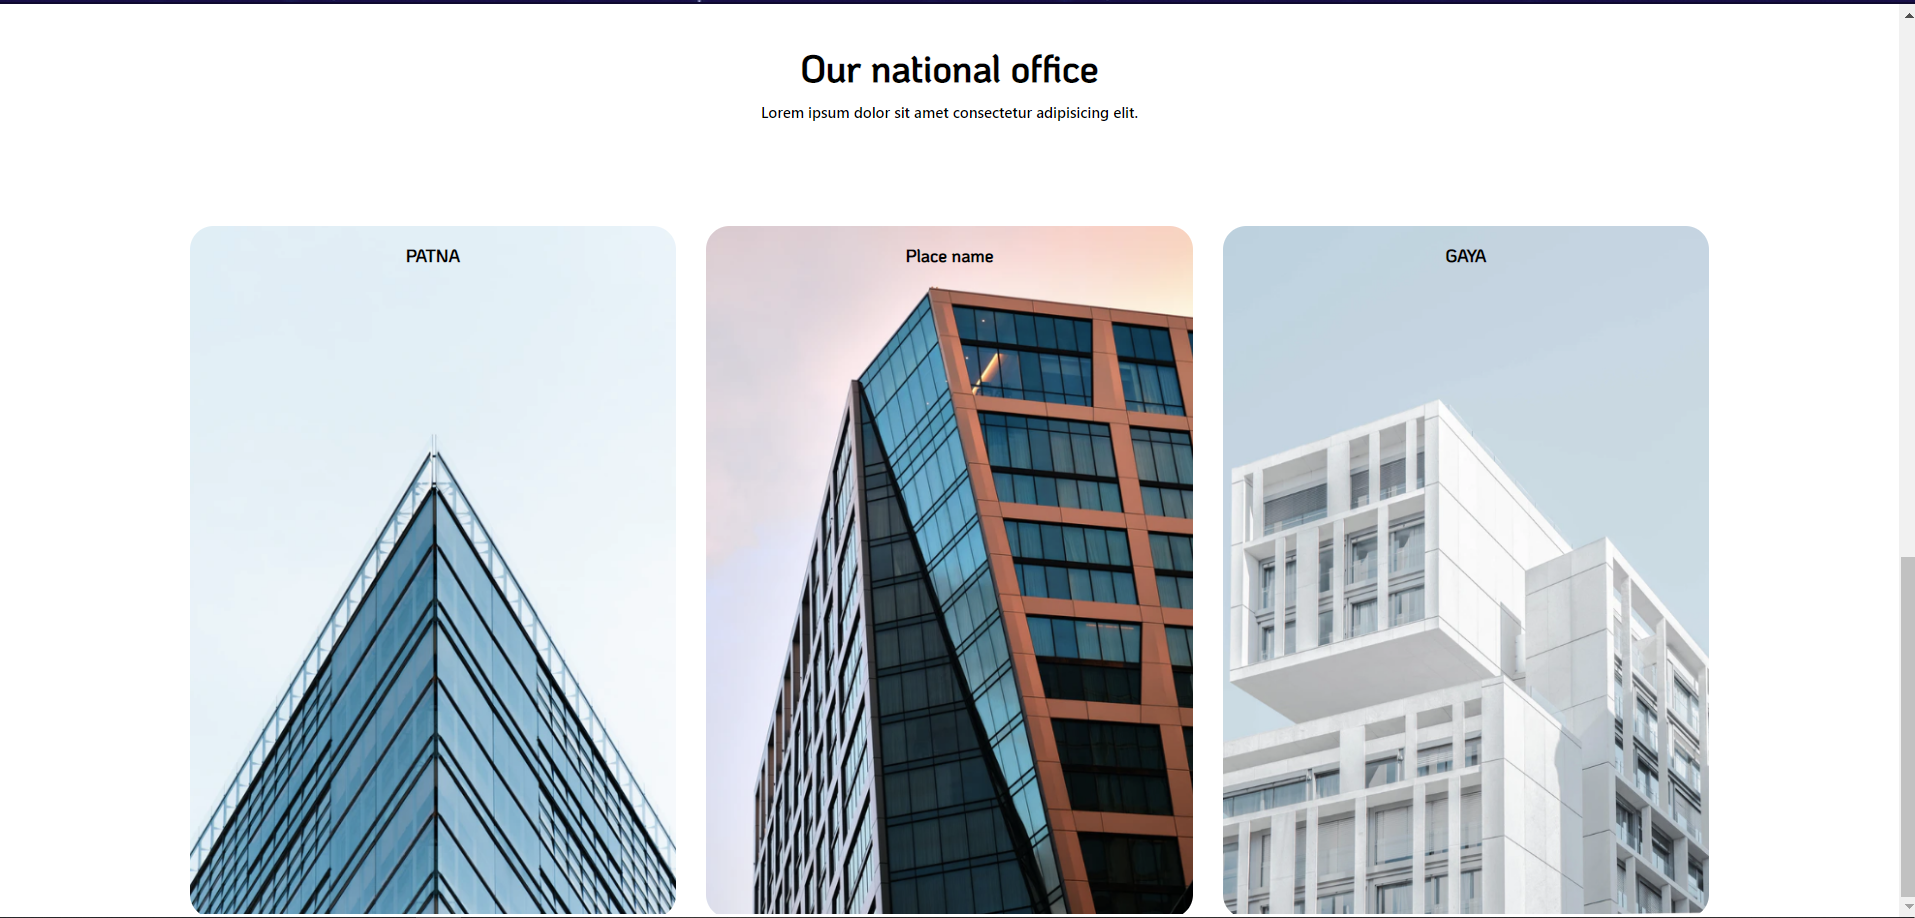 Our national office
Lorem ipsum dolor sit amet consectetur adipisicing elit.
PATNA
Place name
GAYA